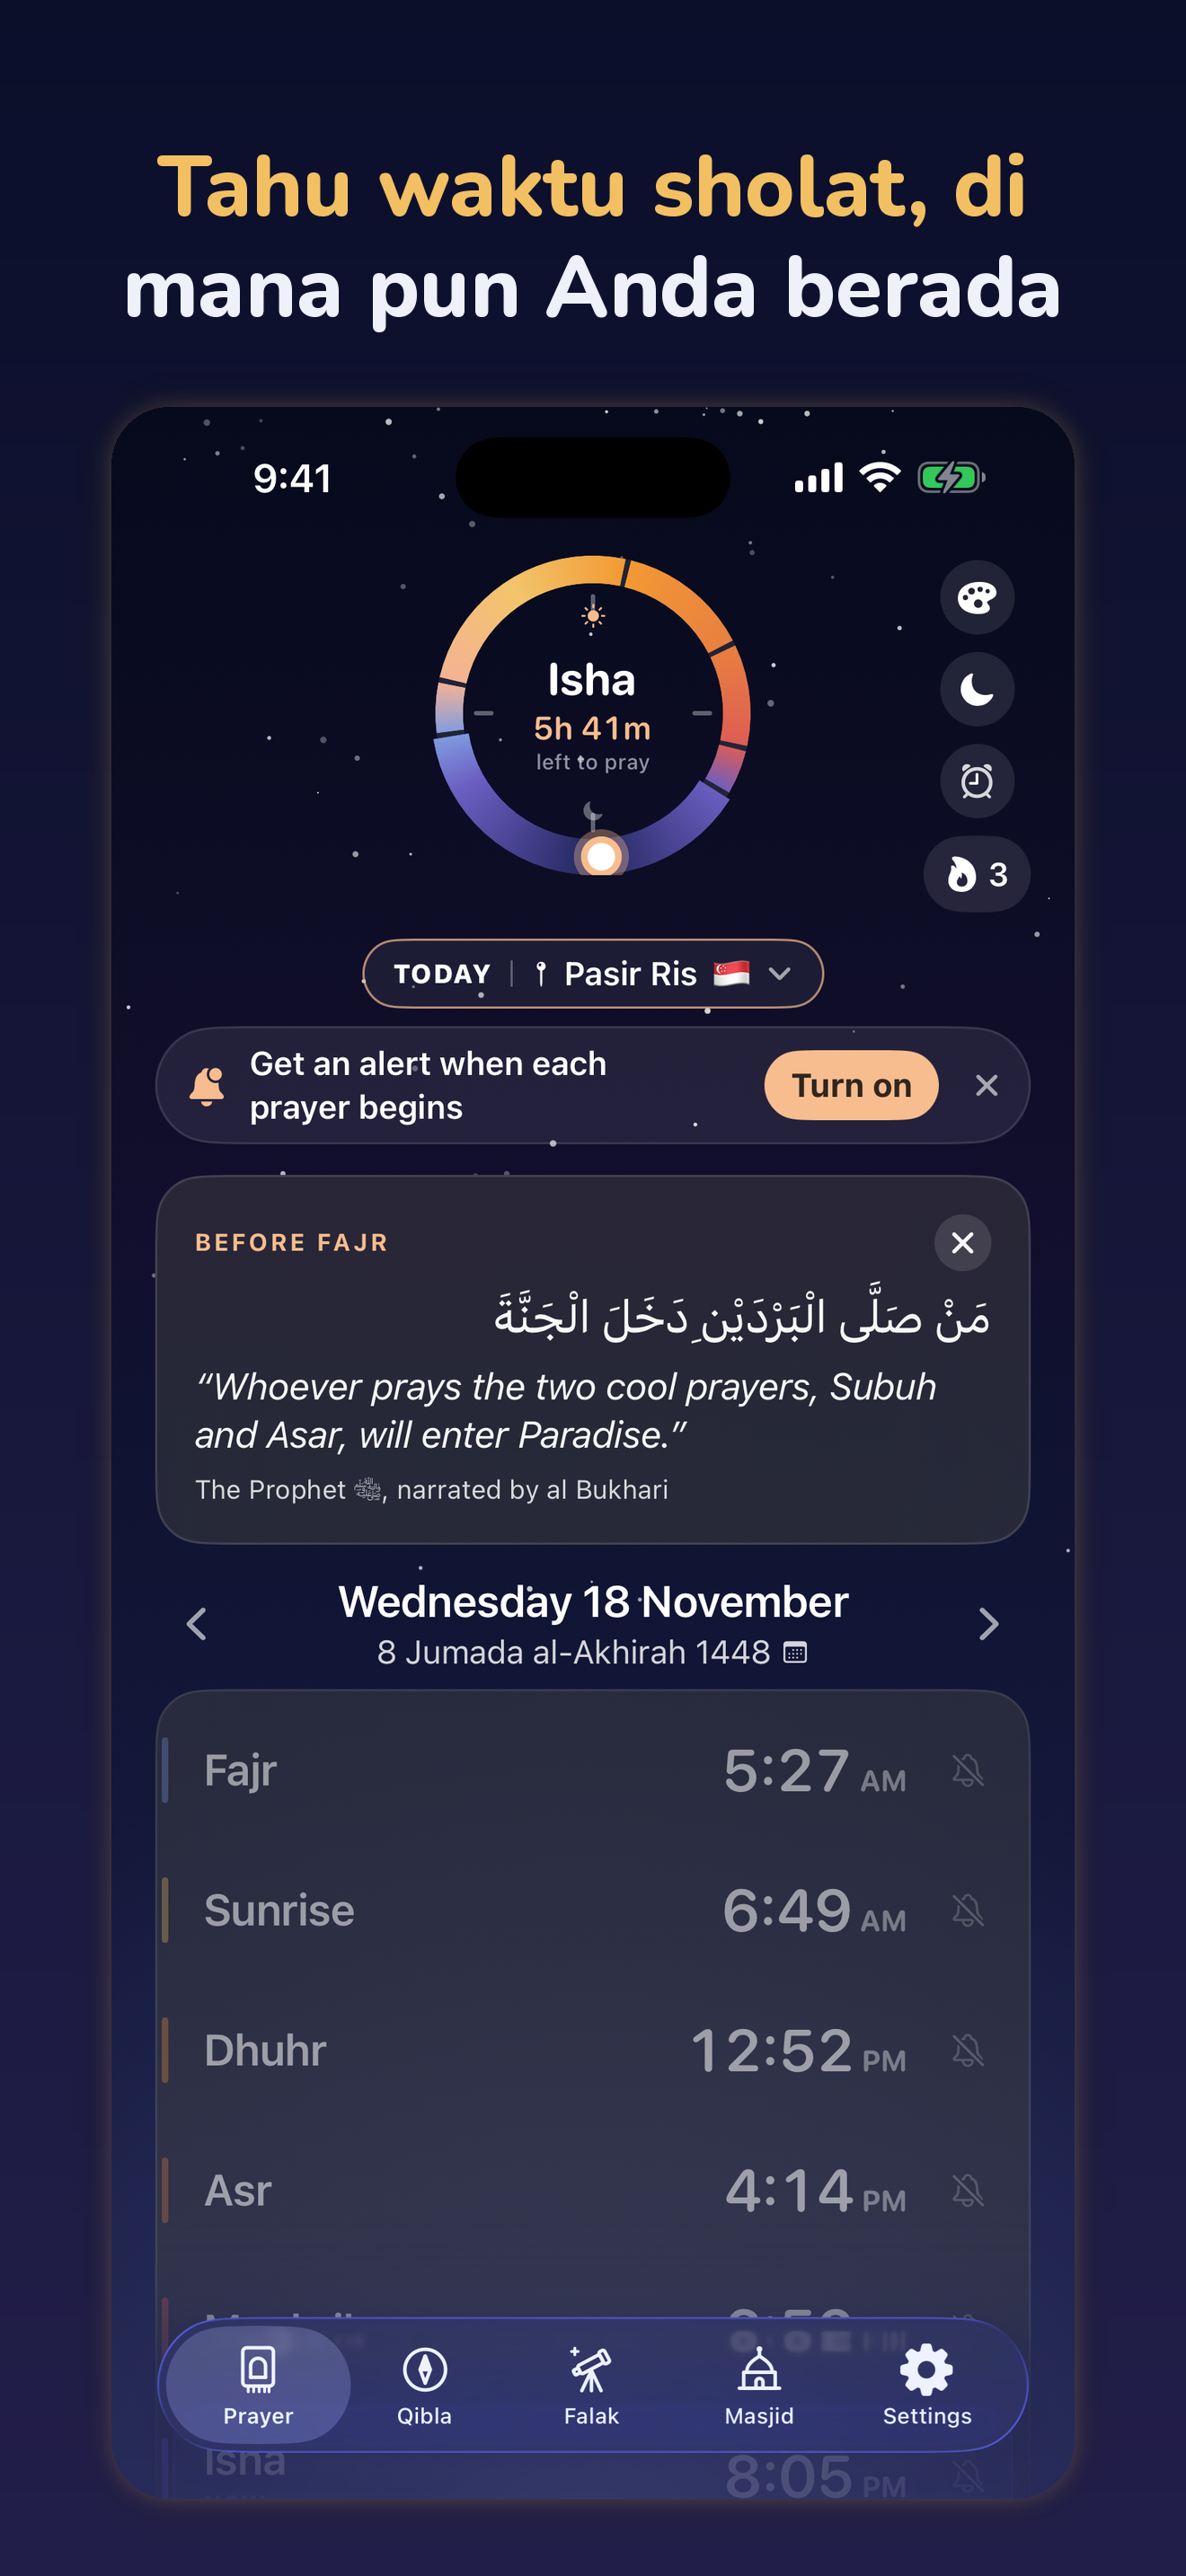 Tahu waktu sholat, di
mana pun Anda berada
9:41
Isha
5h 41m
left to pray
3
TODAY | Pasir Ris 🇸🇬
Get an alert when each
prayer begins
Turn on
BEFORE FAJR
مَنْ صَلَّى الْبَرْدَيْنِ دَخَلَ الْجَنَّةَ
“Whoever prays the two cool prayers, Subuh
and Asar, will enter Paradise.”
The Prophet ﷺ, narrated by al Bukhari
Wednesday 18 November
8 Jumada al-Akhirah 1448
Fajr 5:27 AM
Sunrise 6:49 AM
Dhuhr 12:52 PM
Asr 4:14 PM
Prayer
Qibla
Falak
Masjid
Settings
Isha 8:05 PM